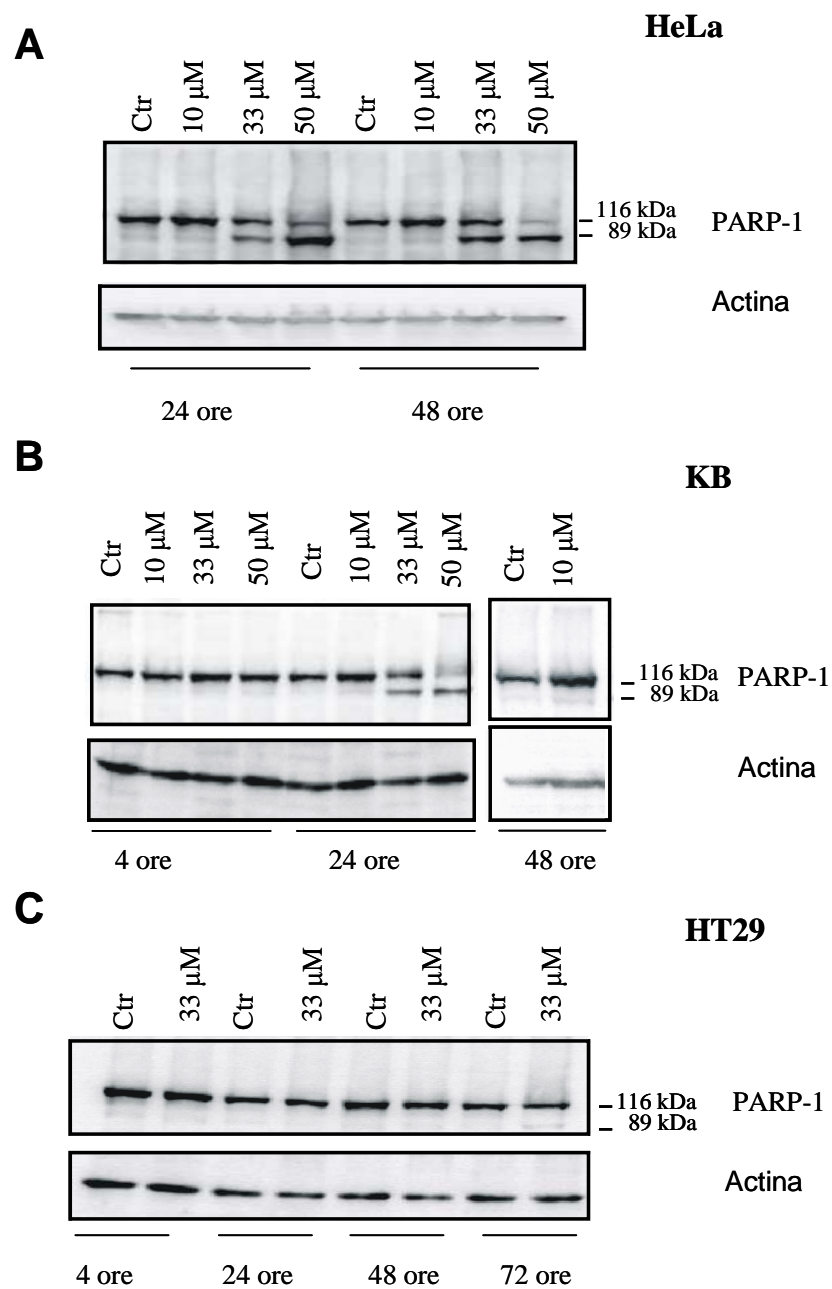 A
HeLa
Ctr 10 µM 33 µM 50 µM Ctr 10 µM 33 µM 50 µM
116 kDa
89 kDa
PARP-1
Actina
24 ore 48 ore
B
KB
Ctr 10 µM 33 µM 50 µM Ctr 10 µM 33 µM 50 µM Ctr 10 µM
116 kDa PARP-1
89 kDa
Actina
4 ore 24 ore 48 ore
C
HT29
Ctr 33 µM Ctr 33 µM Ctr 33 µM Ctr 33 µM
116 kDa PARP-1
89 kDa
Actina
4 ore 24 ore 48 ore 72 ore